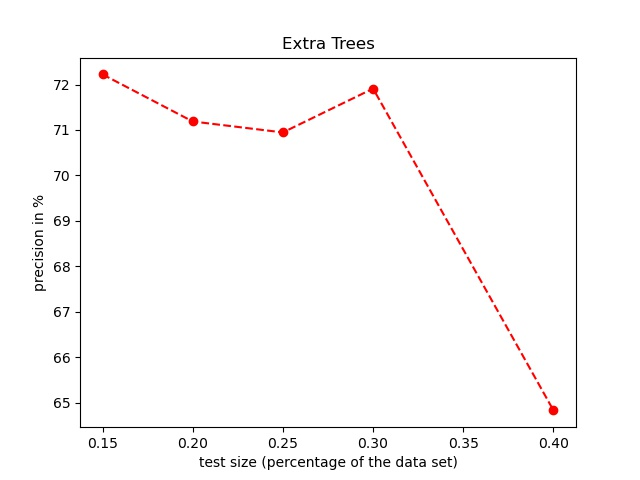 Extra Trees
72
71
70
69
68
67
66
65
precision in %
0.15 0.20 0.25 0.30 0.35 0.40
test size (percentage of the data set)